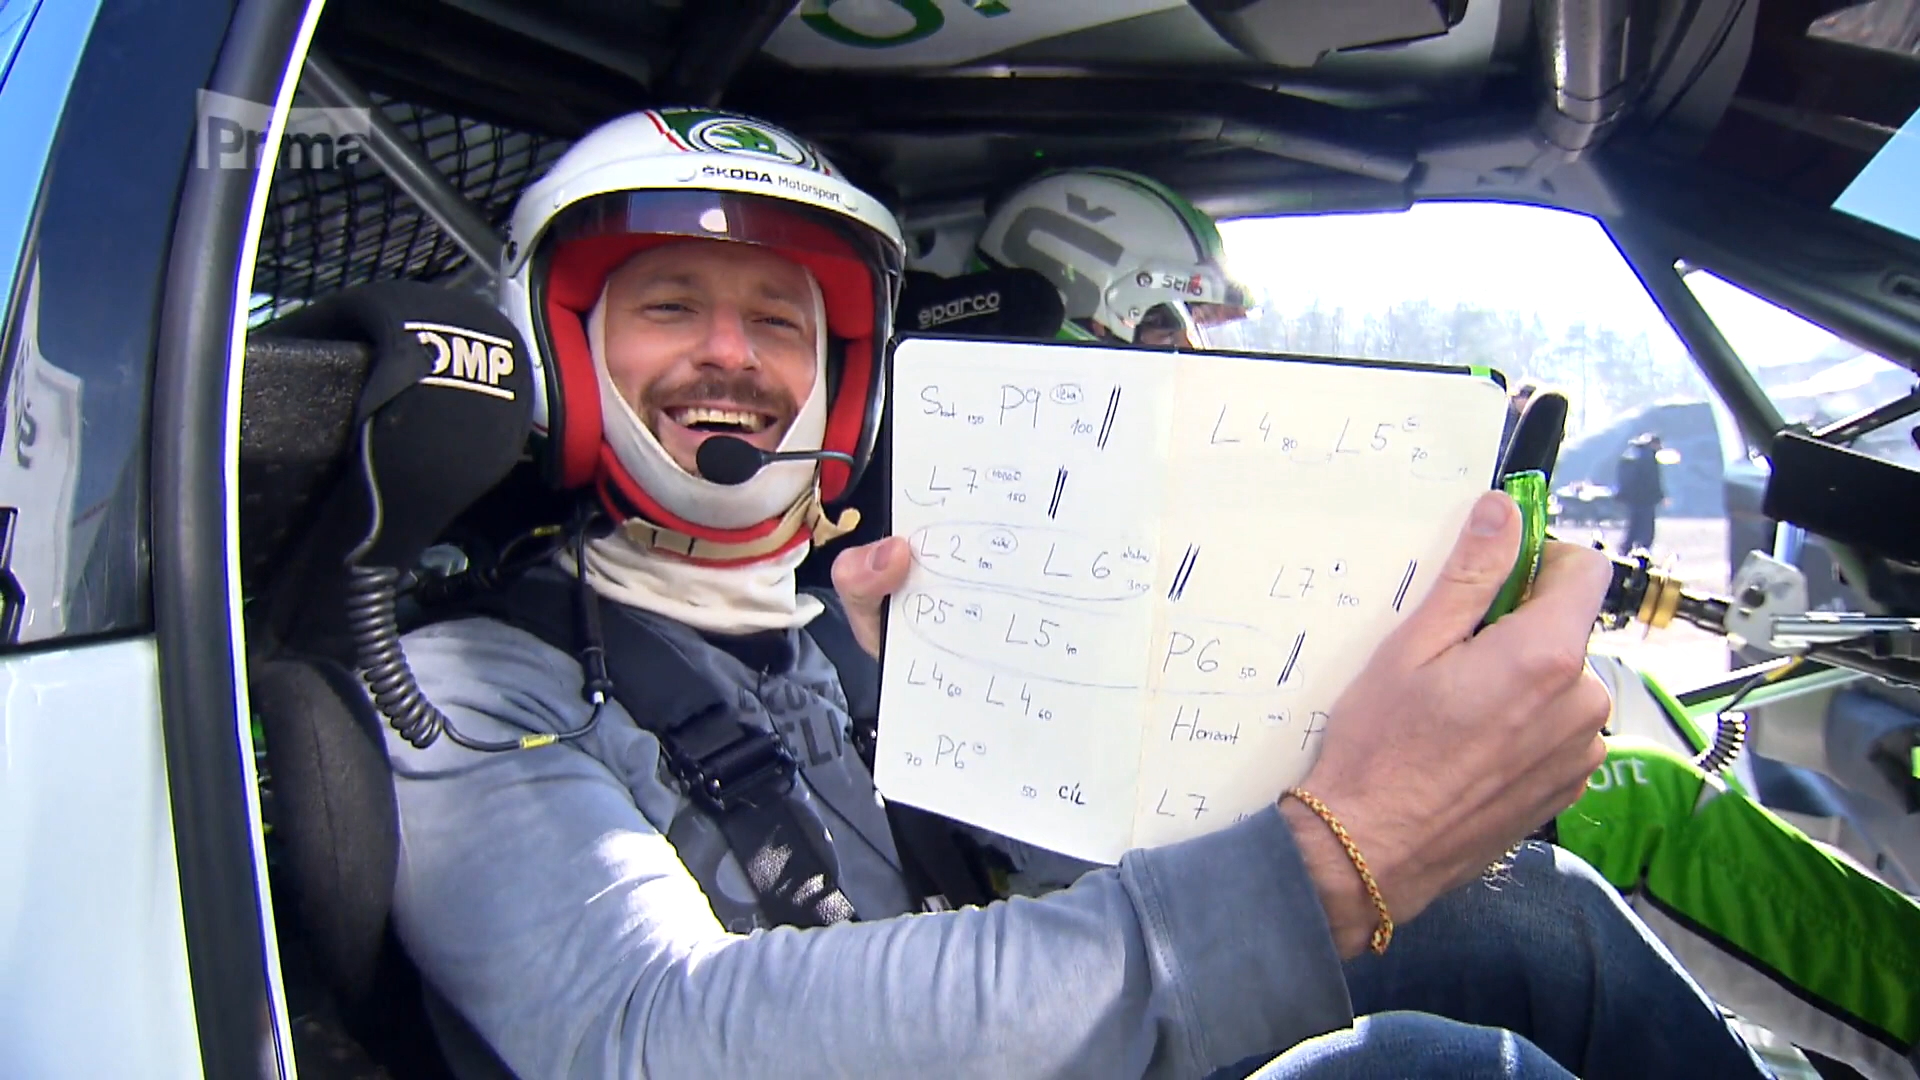 Prima
ŠKODA Motorsport
Stilo
sparco
OMP
Start 150 P9 100
L4 80 L5 70
L7 150
L2 100 L6 300
L7 100
P5 L5 40
P6 50
L4 60 L4 60
Horizont P
70 P6
50 CÍL
L7